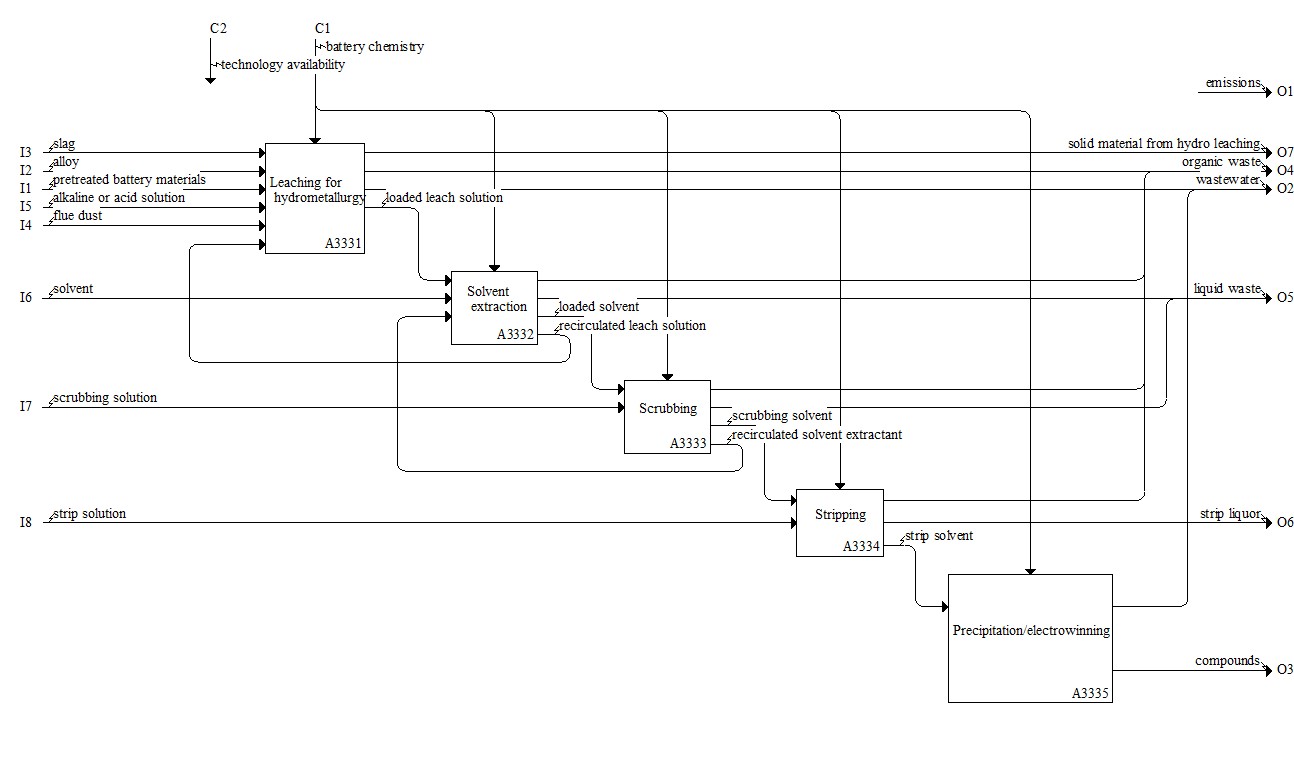 C2
C1
battery chemistry
technology availability
emissions
O1
I3
slag
solid material from hydro leaching
O7
I2
alloy
organic waste
O4
I1
pretreated battery materials
Leaching for
hydrometallurgy
wastewater
O2
I5
alkaline or acid solution
loaded leach solution
I4
flue dust
A3331
I6
solvent
Solvent
extraction
liquid waste
O5
loaded solvent
recirculated leach solution
A3332
I7
scrubbing solution
Scrubbing
scrubbing solvent
recirculated solvent extractant
A3333
I8
strip solution
Stripping
strip liquor
O6
strip solvent
A3334
Precipitation/electrowinning
compounds
O3
A3335